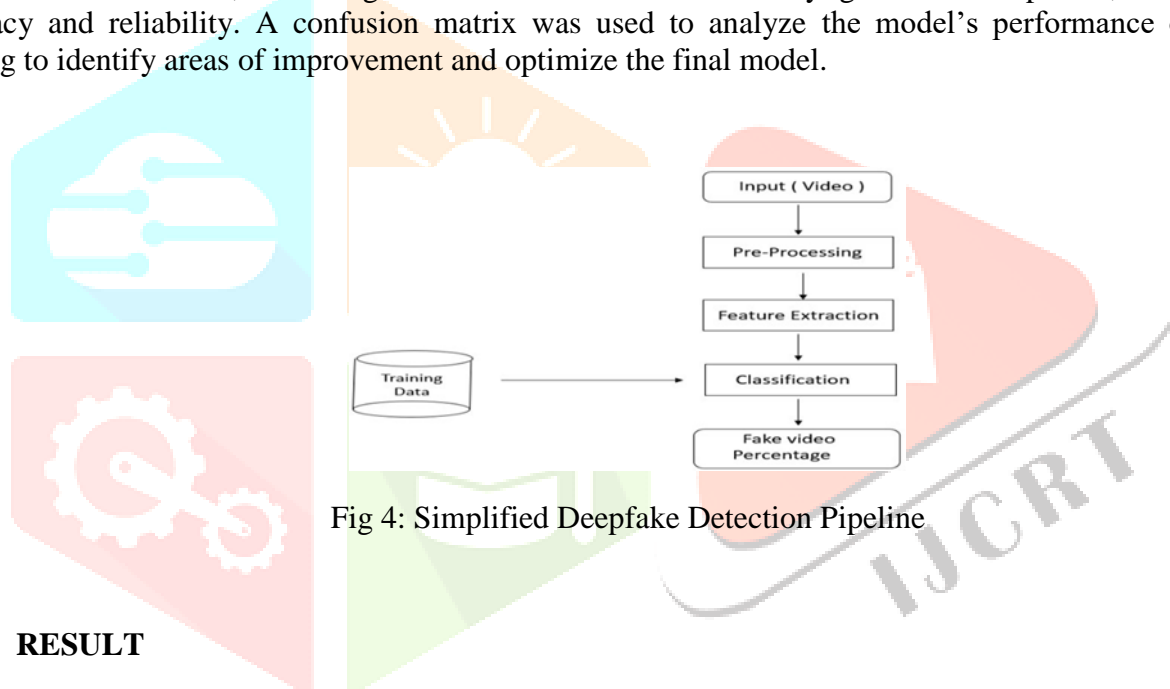 acy and reliability. A confusion matrix was used to analyze the model's performance
g to identify areas of improvement and optimize the final model.
Input ( Video )
Pre-Processing
Feature Extraction
Training
Data
Classification
Fake video
Percentage
Fig 4: Simplified Deepfake Detection Pipeline
IJCRT
RESULT